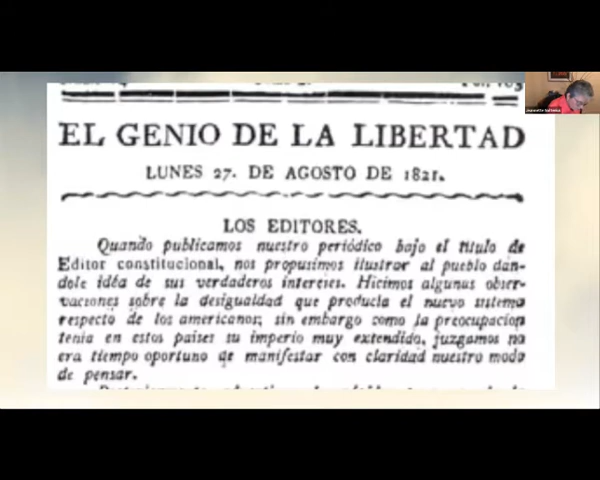 EL GENIO DE LA LIBERTAD
LUNES 27. DE AGOSTO DE 1821.
LOS EDITORES.
Quando publicamos nuestro periódico bajo el titulo de
Editor constitucional, nos propusimos ilustrar al pueblo dan-
dole idéa de sus verdaderos intereses. Hicimos algunas obser-
vaciones sobre la desigualdad que producia el nuevo sistema
respecto de los americanos; sin embargo como la preocupacion
tenia en estos paises su imperio muy extendido, juzgamos no
era tiempo oportuno de manifestar con claridad nuestro modo
de pensar.